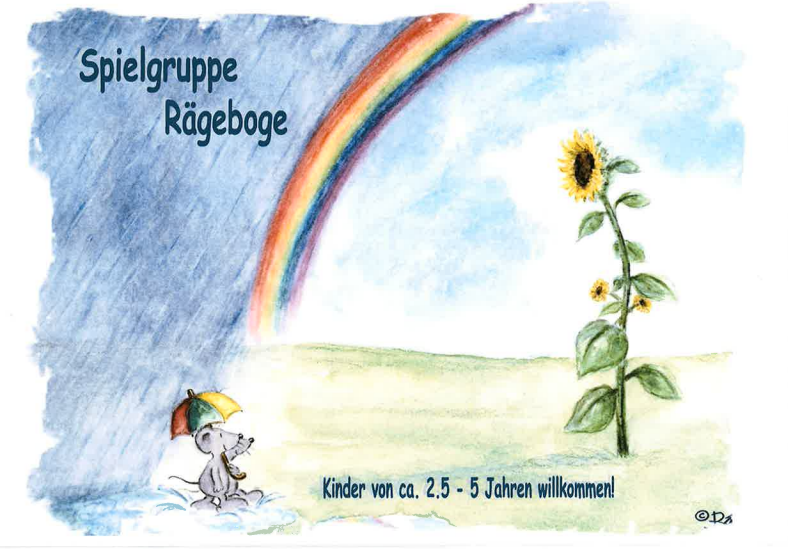 Spielgruppe
Rägeboge
Kinder von ca. 2.5 - 5 Jahren willkommen!
©